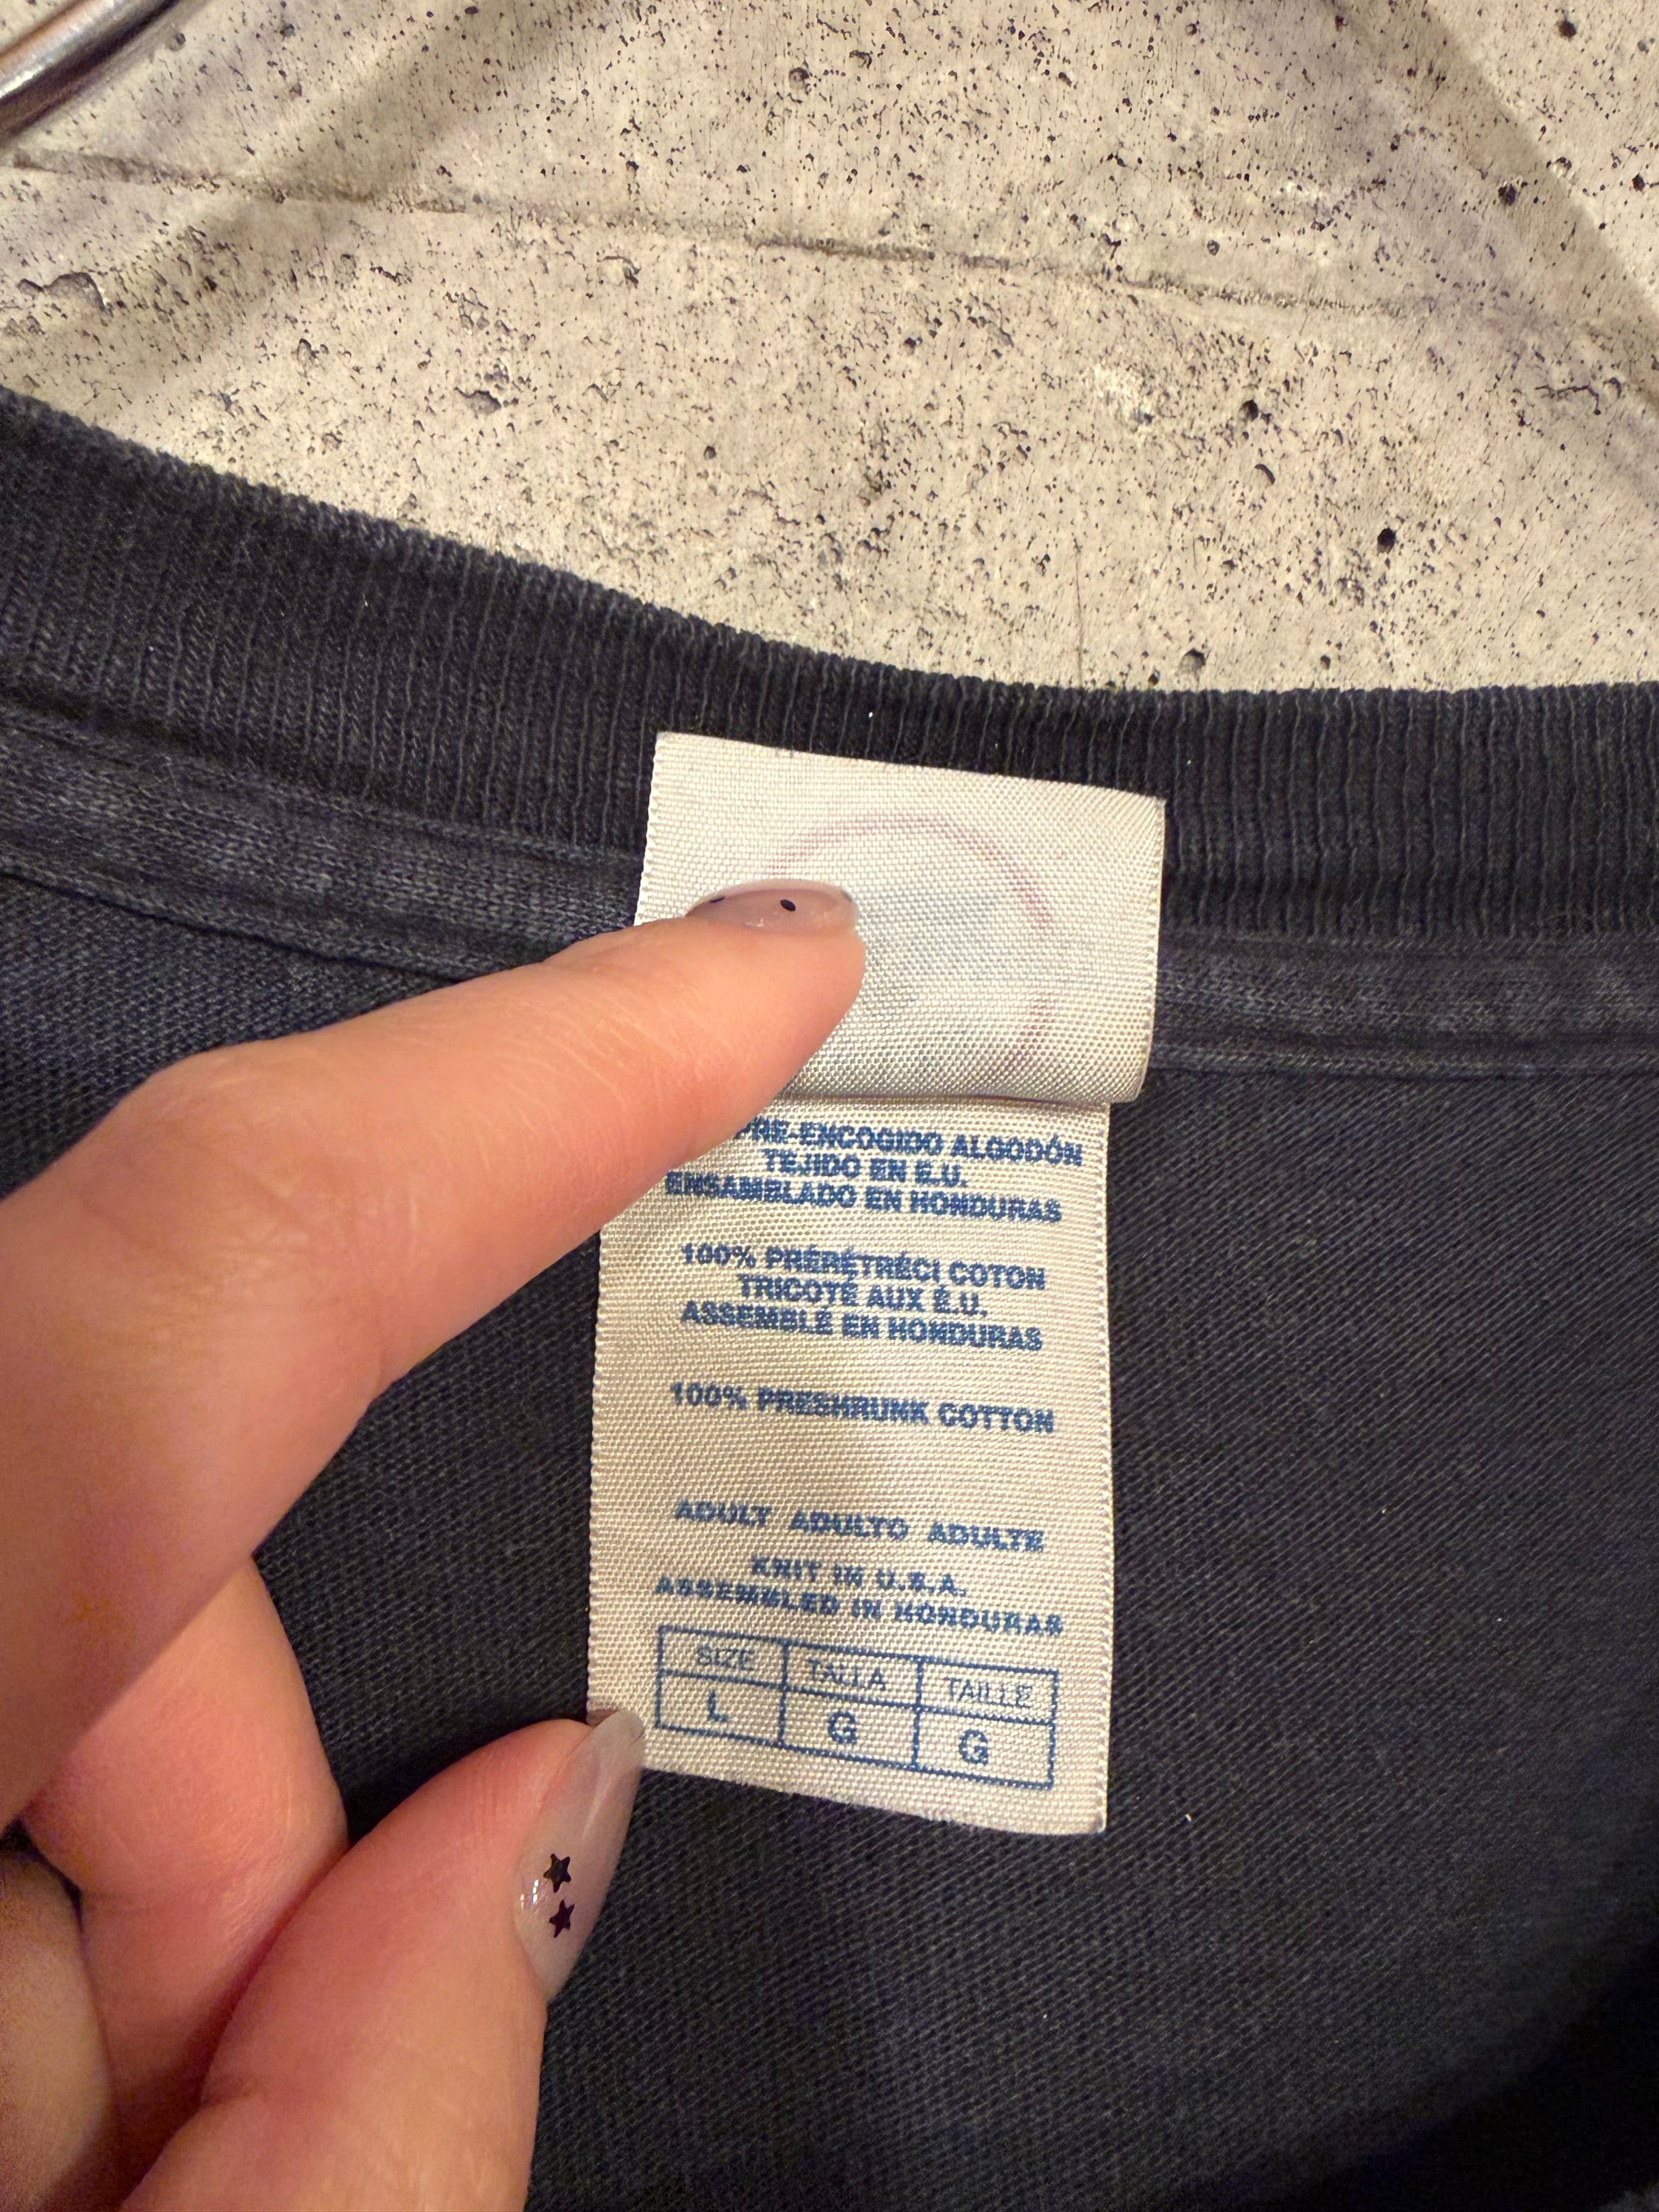 PRE-ENCOGIDO ALGODÓN
TEJIDO EN E.U.
ENSAMBLADO EN HONDURAS
100% PRÉRÉTRÉCI COTON
TRICOTÉ AUX É.U.
ASSEMBLÉ EN HONDURAS
100% PRESHRUNK COTTON
ADULT ADULTO ADULTE
KNIT IN U.S.A.
ASSEMBLED IN HONDURAS
SIZE TALLA TAILLE
L G G